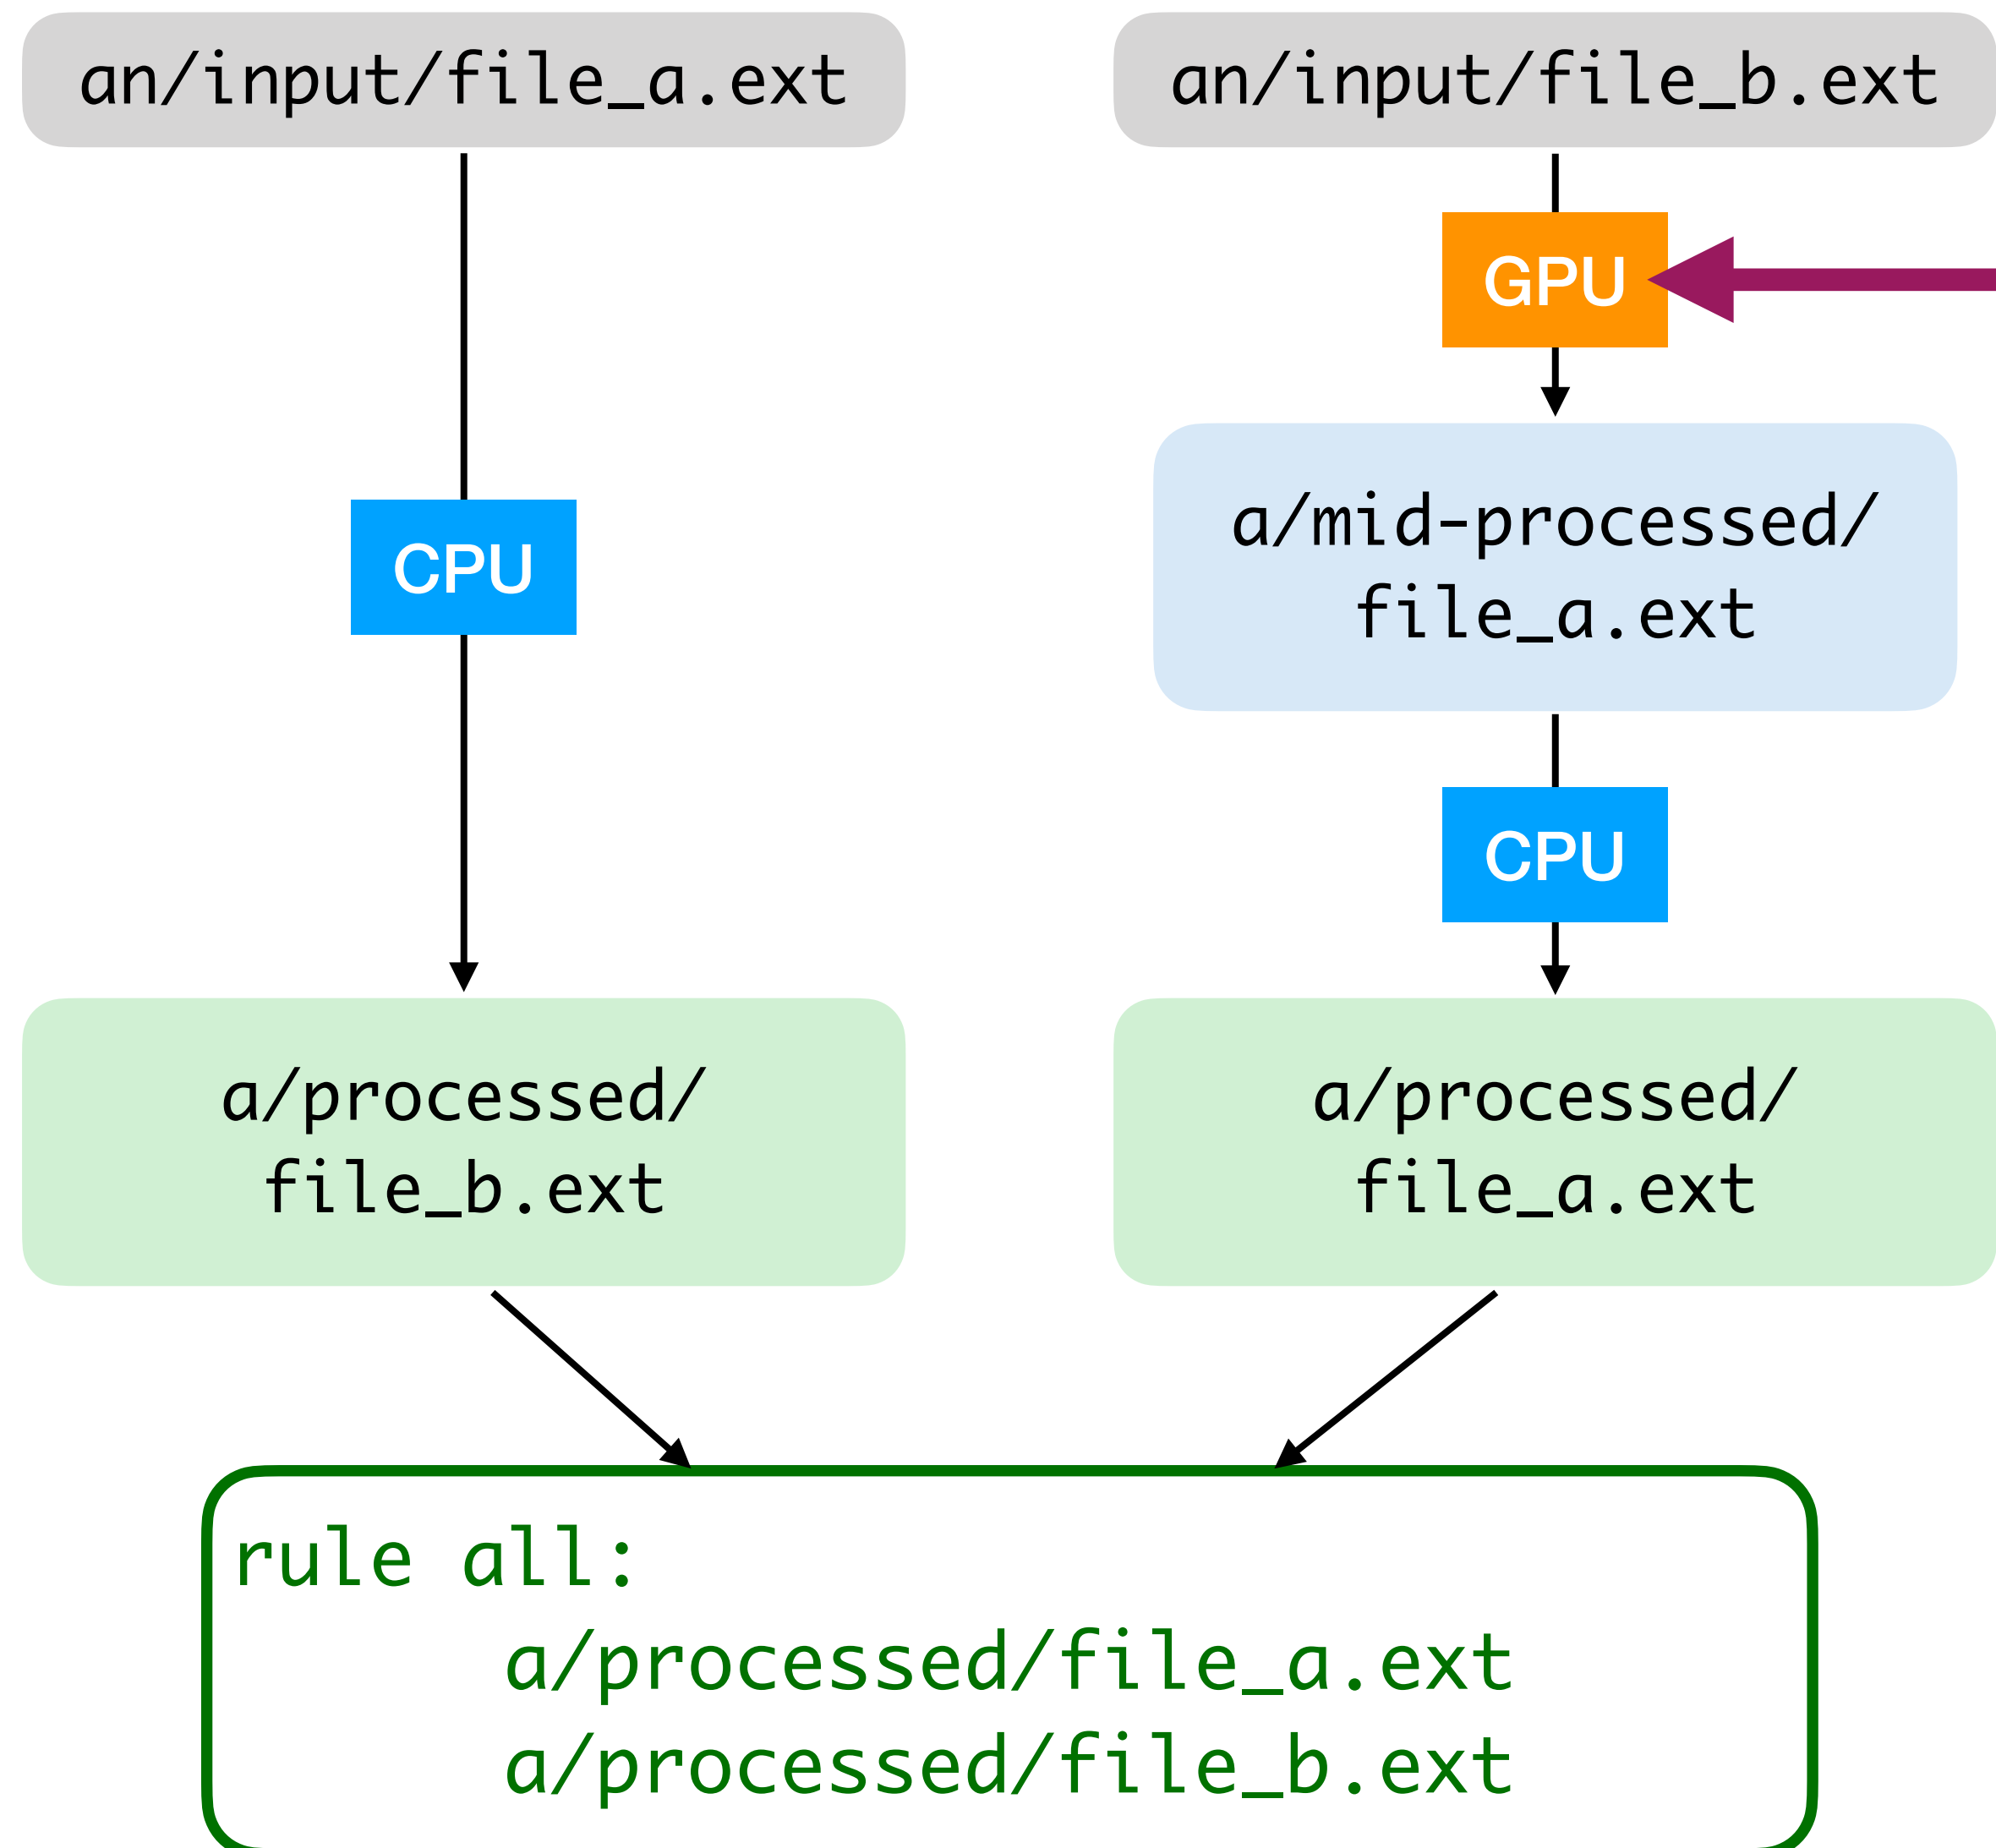 an/input/file_a.ext
an/input/file_b.ext
GPU
a/mid-processed/
file_a.ext
CPU
CPU
a/processed/
file_b.ext
a/processed/
file_a.ext
rule all:
a/processed/file_a.ext
a/processed/file_b.ext